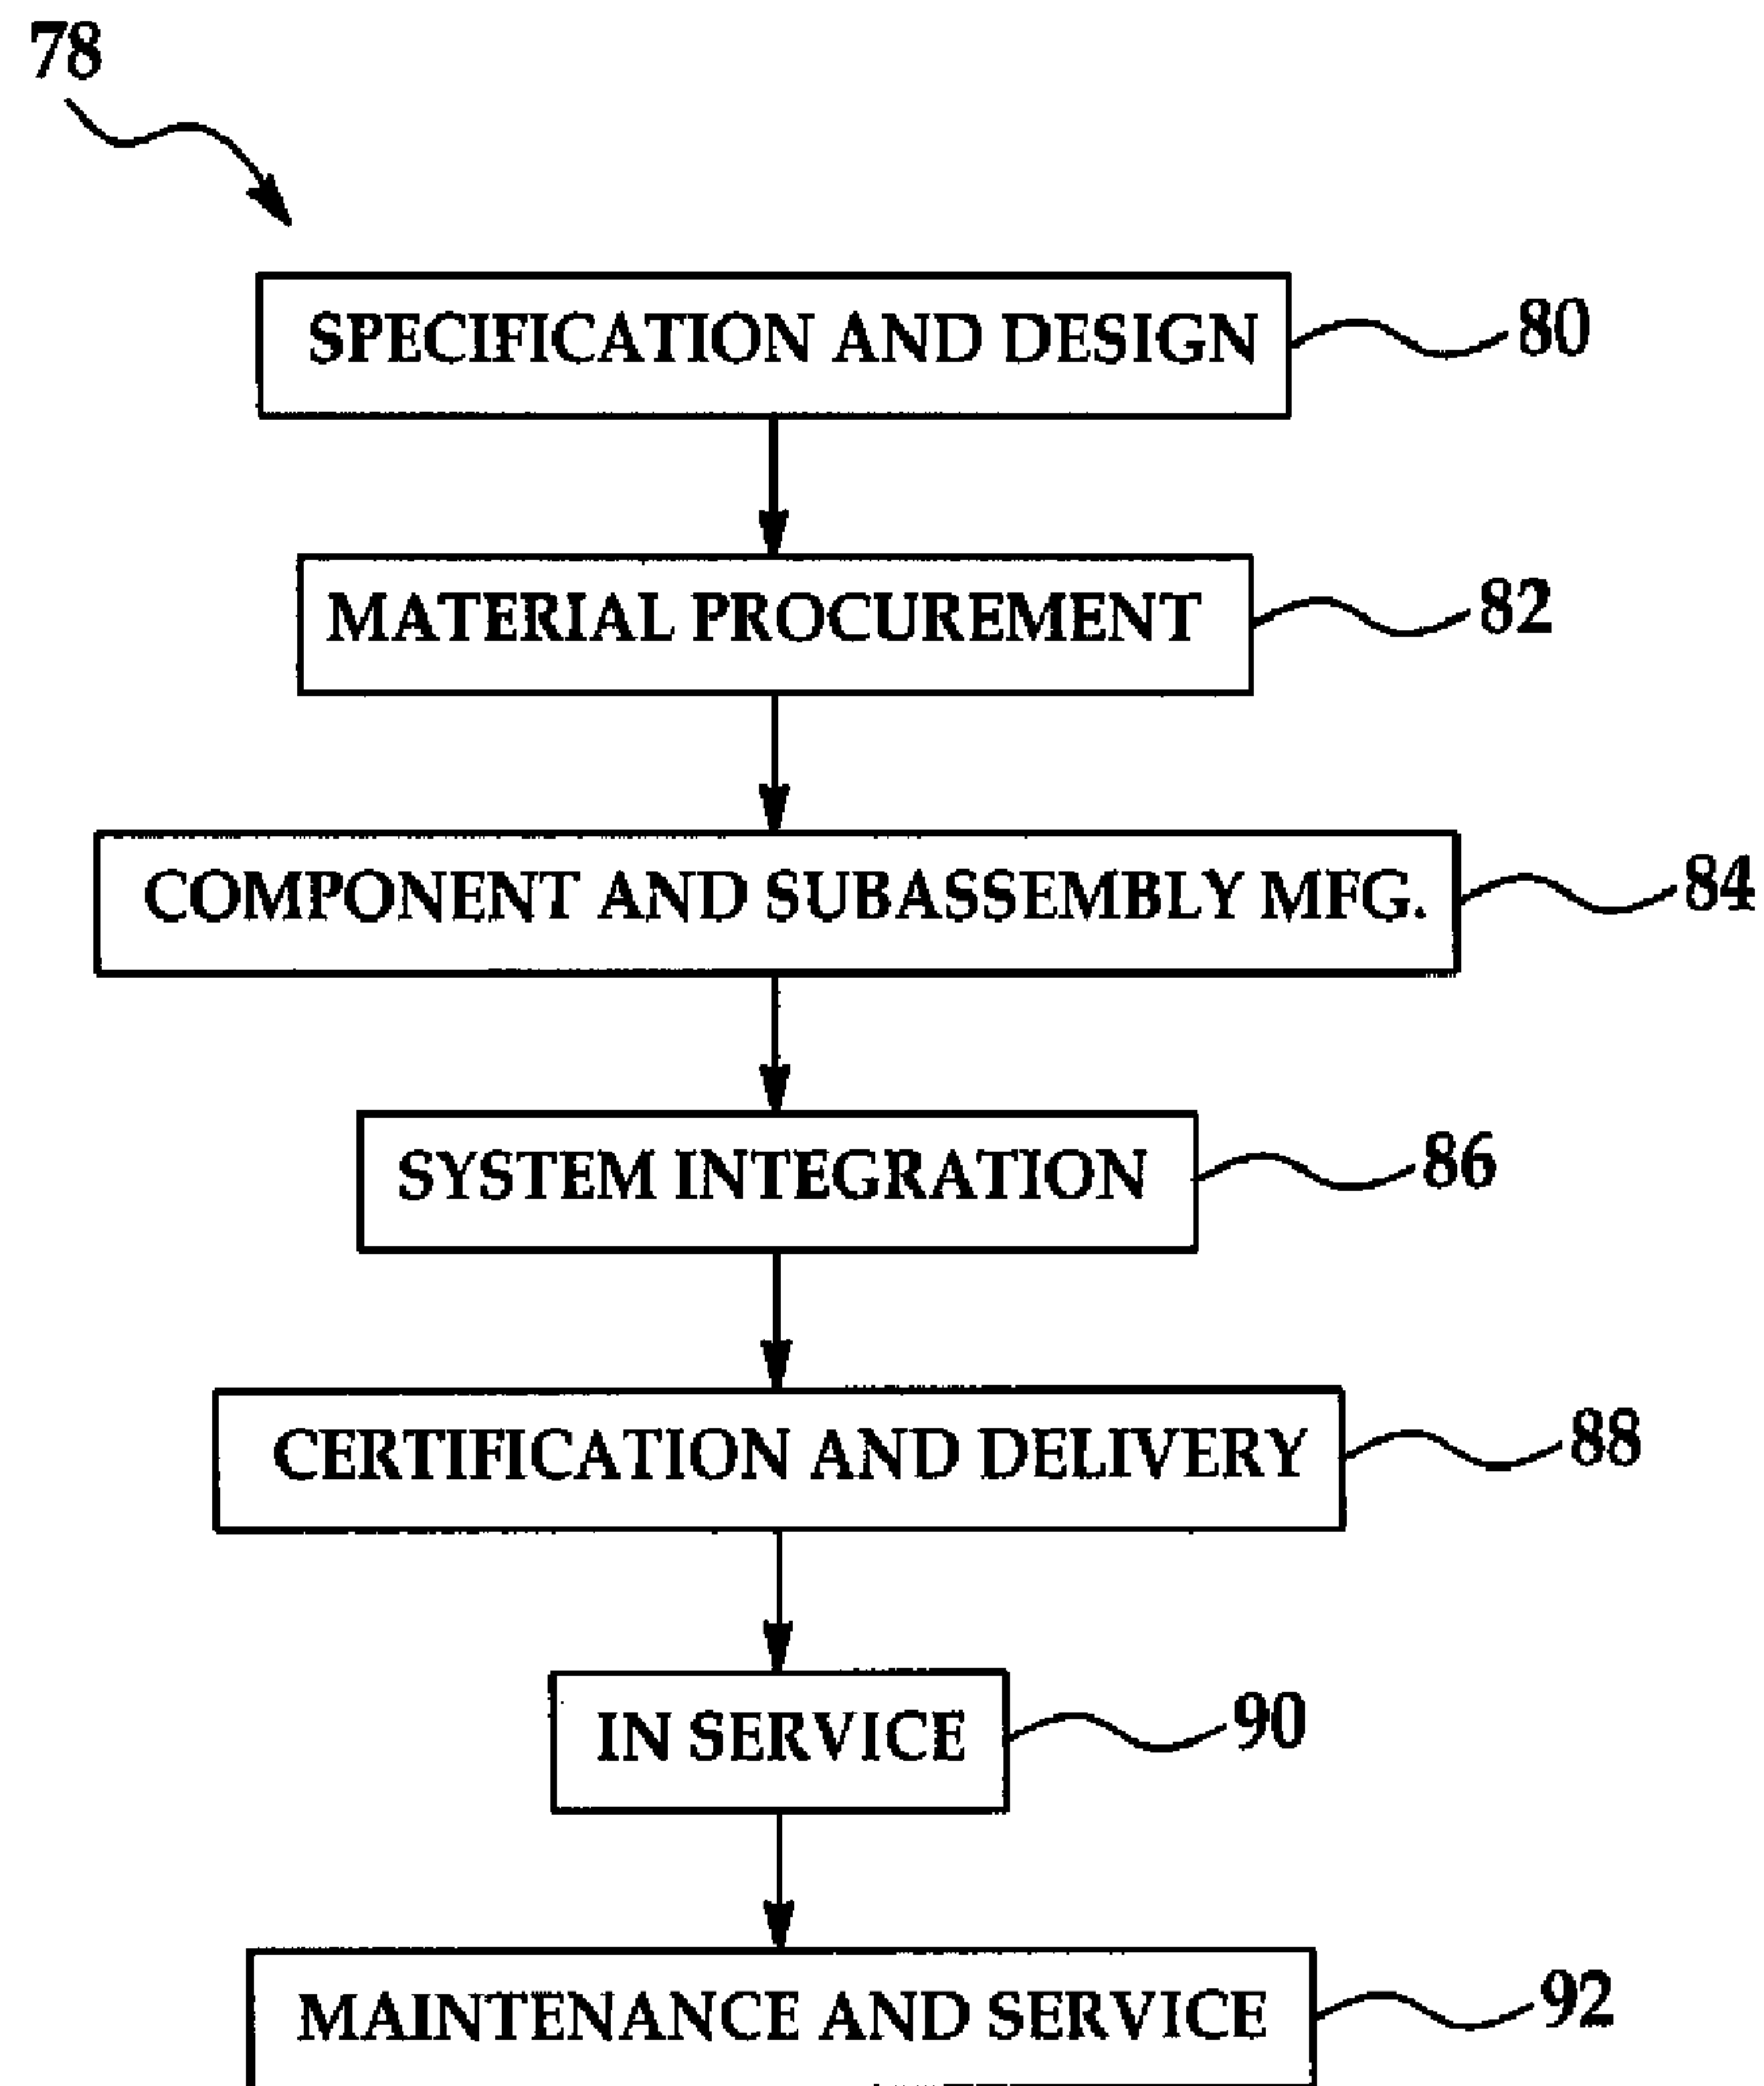 78
SPECIFICATION AND DESIGN 80
MATERIAL PROCUREMENT 82
COMPONENT AND SUBASSEMBLY MFG. 84
SYSTEM INTEGRATION 86
CERTIFICATION AND DELIVERY 88
IN SERVICE 90
MAINTENANCE AND SERVICE 92